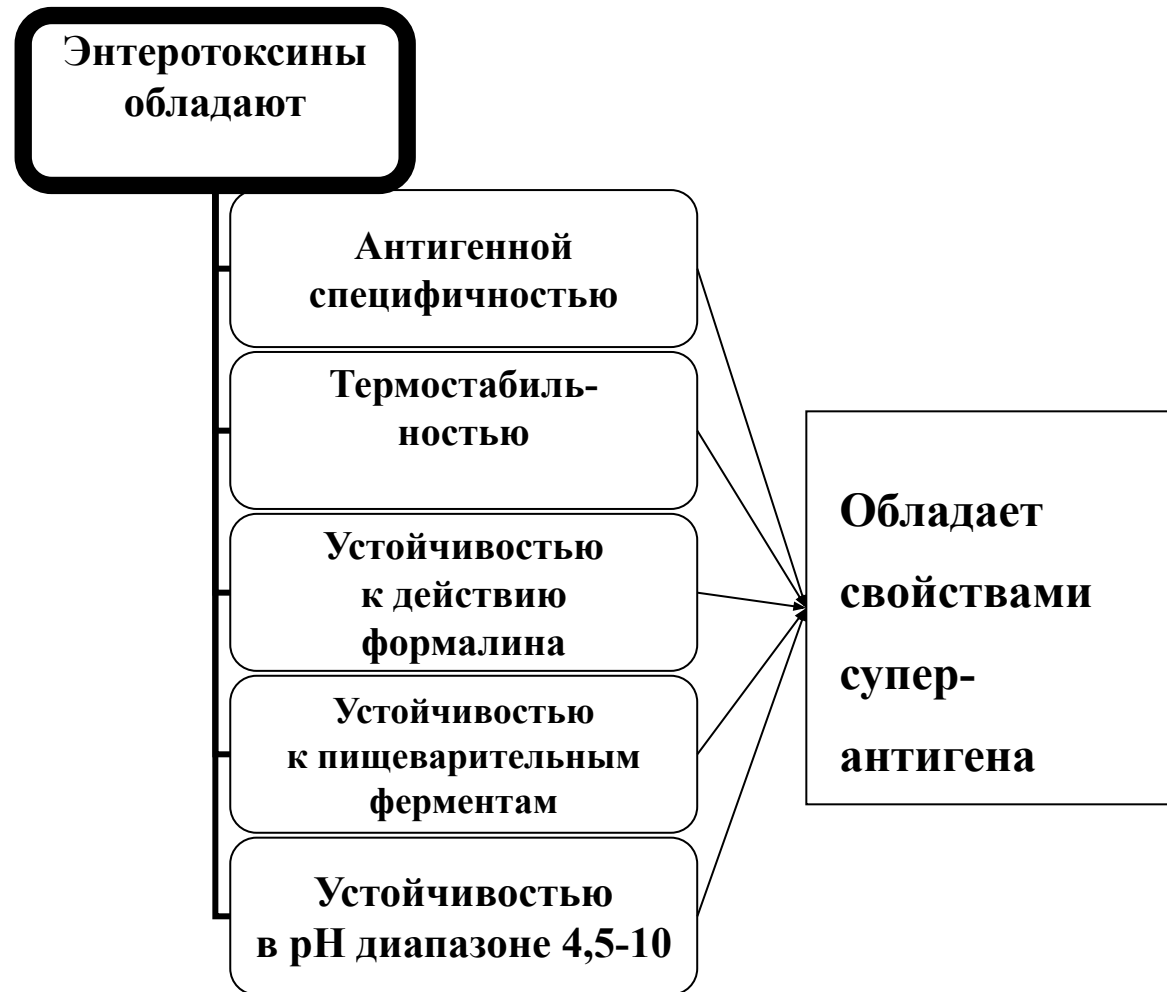 Энтеротоксины
обладают
Антигенной
специфичностью
Термостабиль-
ностью
Устойчивостью
к действию
формалина
Устойчивостью
к пищеварительным
ферментам
Устойчивостью
в рН диапазоне 4,5-10
Обладает
свойствами
супер-
антигена